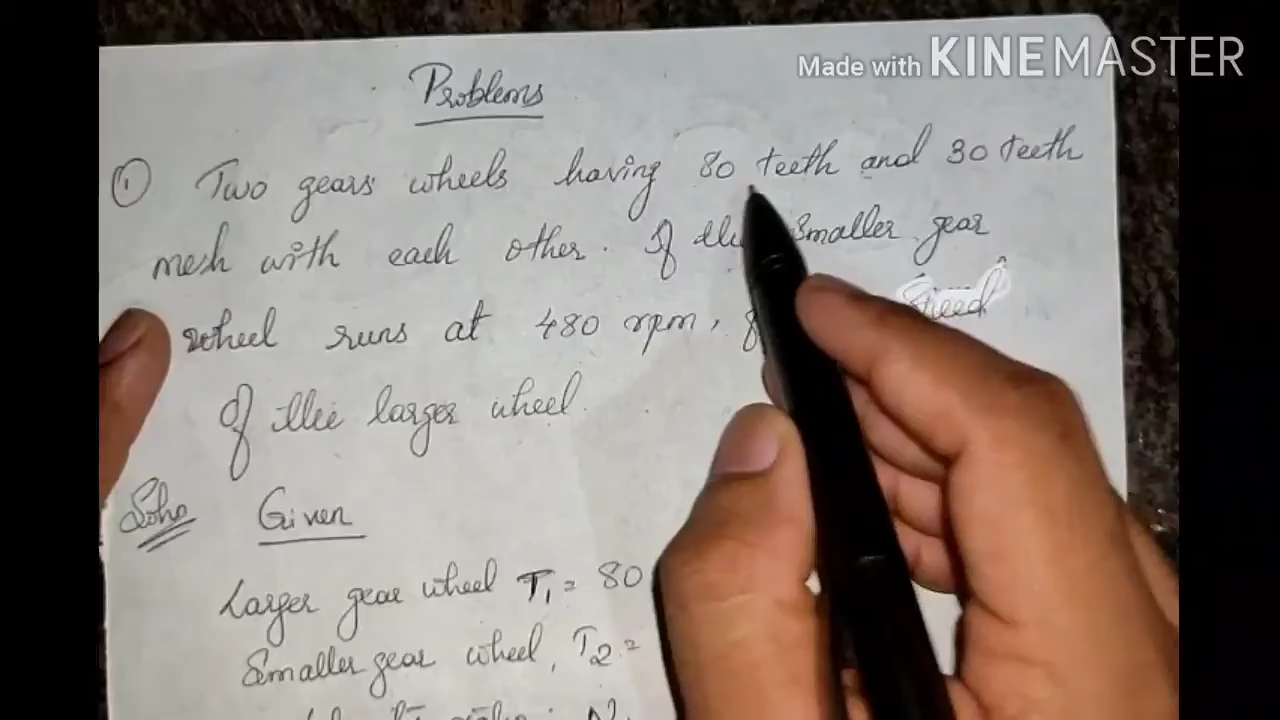 Made with KINEMASTER
Problems
① Two gears wheels having 80 teeth and 30 teeth
mesh with each other. If the smaller gear
wheel runs at 480 rpm, speed
of the larger wheel.
Soln Given
Larger gear wheel T1 = 80
Smaller gear wheel, T2 =